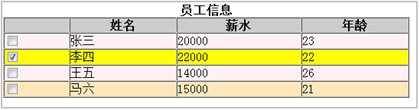 员工信息
姓名 薪水 年龄
张三 20000 23
李四 22000 22
王五 14000 26
马六 15000 21